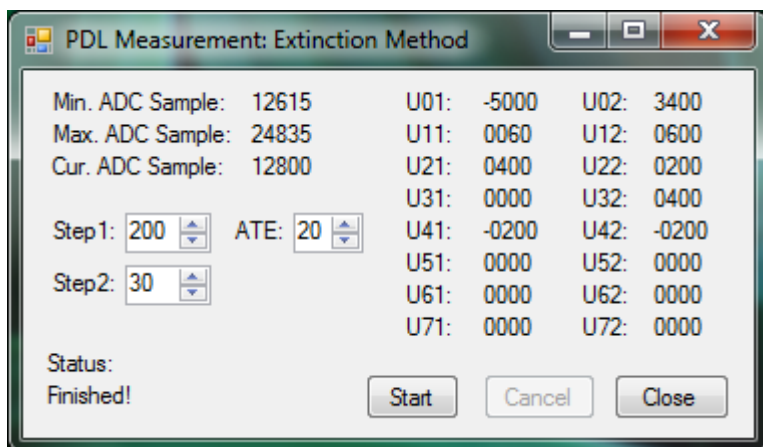 PDL Measurement: Extinction Method
Min. ADC Sample: 12615 U01: -5000 U02: 3400
Max. ADC Sample: 24835 U11: 0060 U12: 0600
Cur. ADC Sample: 12800 U21: 0400 U22: 0200
U31: 0000 U32: 0400
Step1: 200 ATE: 20 U41: -0200 U42: -0200
U51: 0000 U52: 0000
Step2: 30 U61: 0000 U62: 0000
U71: 0000 U72: 0000
Status:
Finished! Start Cancel Close